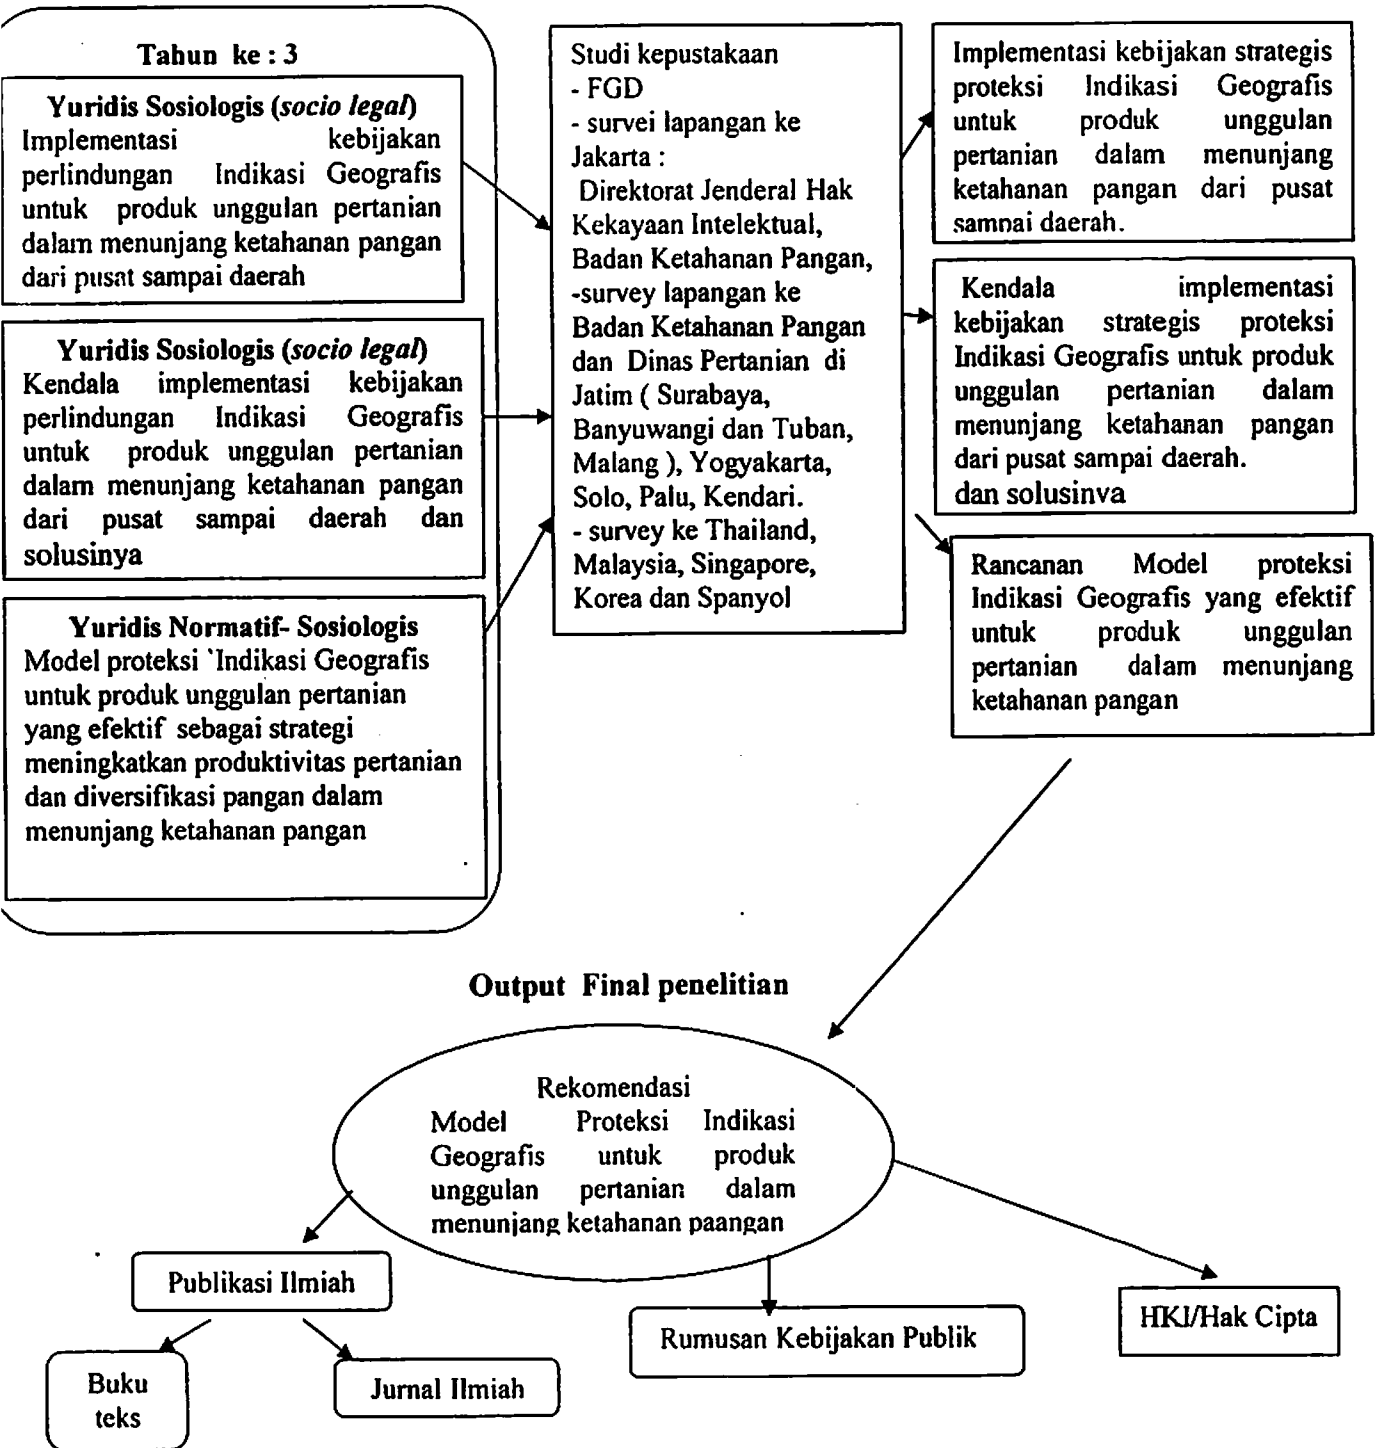 Tahun ke : 3
Yuridis Sosiologis (socio legal)
Implementasi kebijakan
perlindungan Indikasi Geografis
untuk produk unggulan pertanian
dalam menunjang ketahanan pangan
dari pusat sampai daerah
Yuridis Sosiologis (socio legal)
Kendala implementasi kebijakan
perlindungan Indikasi Geografis
untuk produk unggulan pertanian
dalam menunjang ketahanan pangan
dari pusat sampai daerah dan
solusinya
Yuridis Normatif- Sosiologis
Model proteksi `Indikasi Geografis
untuk produk unggulan pertanian
yang efektif sebagai strategi
meningkatkan produktivitas pertanian
dan diversifikasi pangan dalam
menunjang ketahanan pangan
Studi kepustakaan
- FGD
- survei lapangan ke
Jakarta :
Direktorat Jenderal Hak
Kekayaan Intelektual,
Badan Ketahanan Pangan,
-survey lapangan ke
Badan Ketahanan Pangan
dan Dinas Pertanian di
Jatim ( Surabaya,
Banyuwangi dan Tuban,
Malang ), Yogyakarta,
Solo, Palu, Kendari.
- survey ke Thailand,
Malaysia, Singapore,
Korea dan Spanyol
Implementasi kebijakan strategis
proteksi Indikasi Geografis
untuk produk unggulan
pertanian dalam menunjang
ketahanan pangan dari pusat
sampai daerah.
Kendala implementasi
kebijakan strategis proteksi
Indikasi Geografis untuk produk
unggulan pertanian dalam
menunjang ketahanan pangan
dari pusat sampai daerah.
dan solusinya
Rancanan Model proteksi
Indikasi Geografis yang efektif
untuk produk unggulan
pertanian dalam menunjang
ketahanan pangan
Output Final penelitian
Rekomendasi
Model Proteksi Indikasi
Geografis untuk produk
unggulan pertanian dalam
menunjang ketahanan paangan
Publikasi Ilmiah
Buku
teks
Jurnal Ilmiah
Rumusan Kebijakan Publik
HKI/Hak Cipta